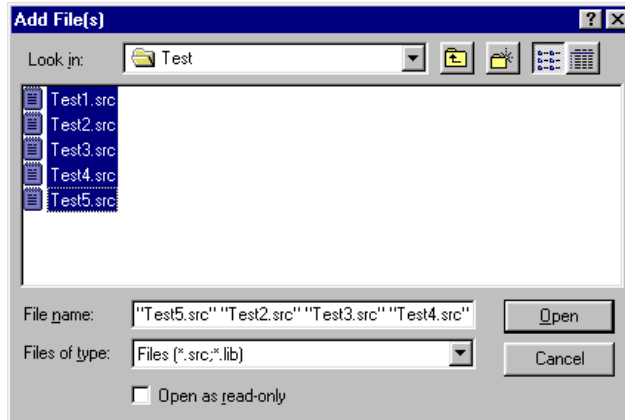 Add File(s)
Look in: Test
Test1.src
Test2.src
Test3.src
Test4.src
Test5.src
File name: "Test5.src" "Test2.src" "Test3.src" "Test4.src" Open
Files of type: Files (*.src;*.lib) Cancel
Open as read-only